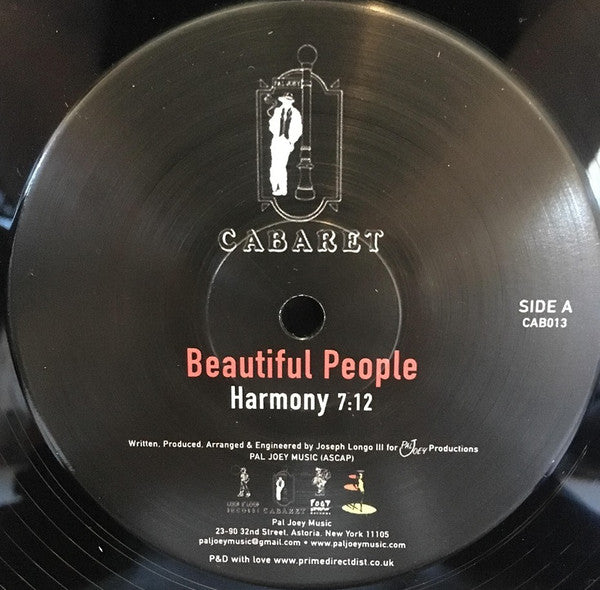 PAL JOEY
CABARET
SIDE A
CAB013
Beautiful People
Harmony 7:12
Written, Produced, Arranged & Engineered by Joseph Longo III for PAL JOEY Productions
PAL JOEY MUSIC (ASCAP)
CABARET
Pal Joey Music
23-90 32nd Street, Astoria, New York 11105
paljoeymusic@gmail.com • www.paljoeymusic.com
P&D with love www.primedirectdist.co.uk